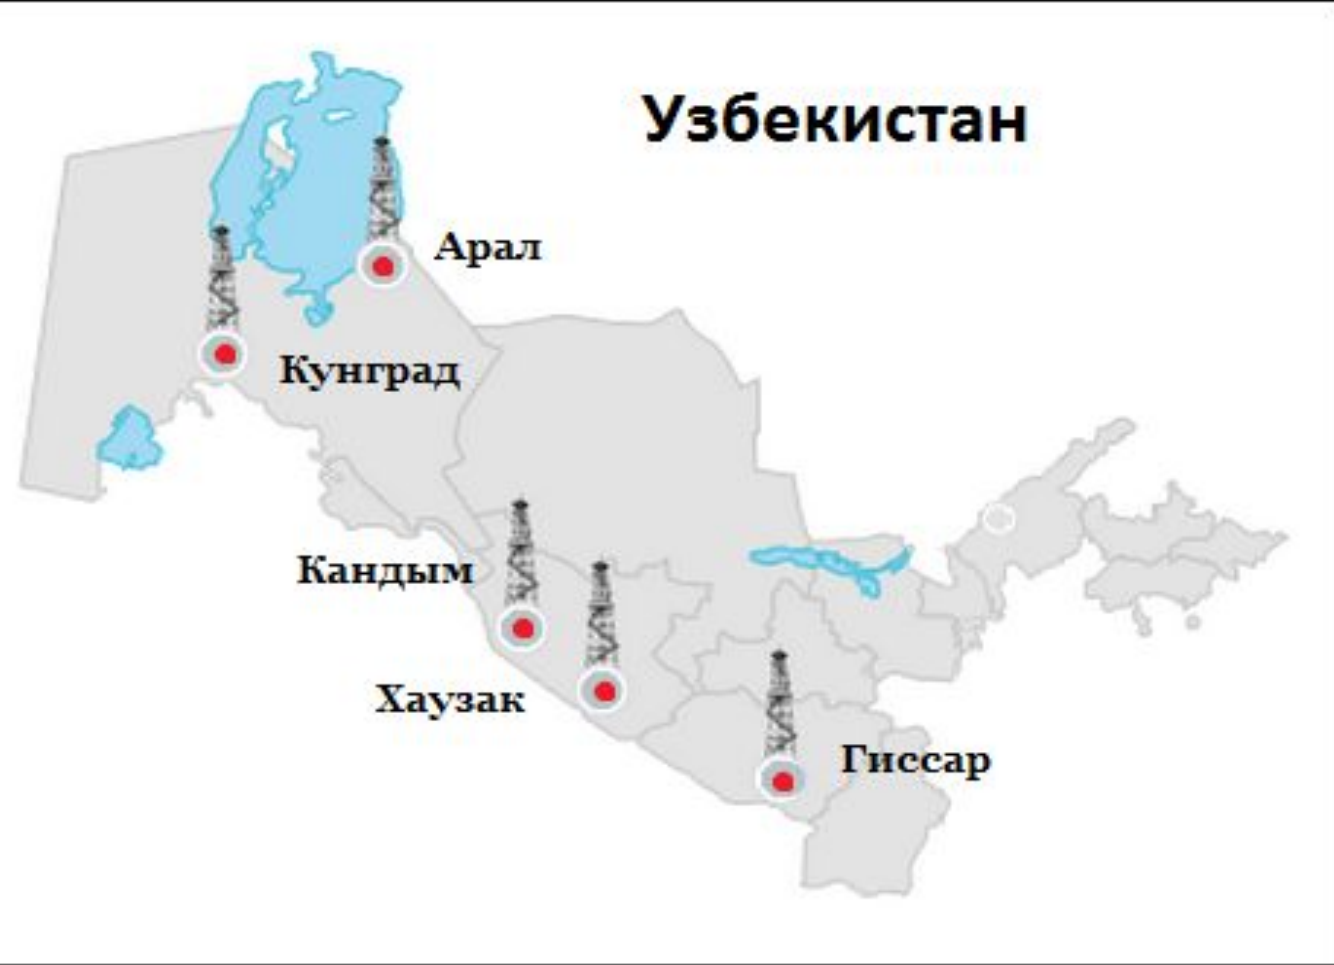 Узбекистан
Арал
Кунград
Кандым
Хаузак
Гиссар